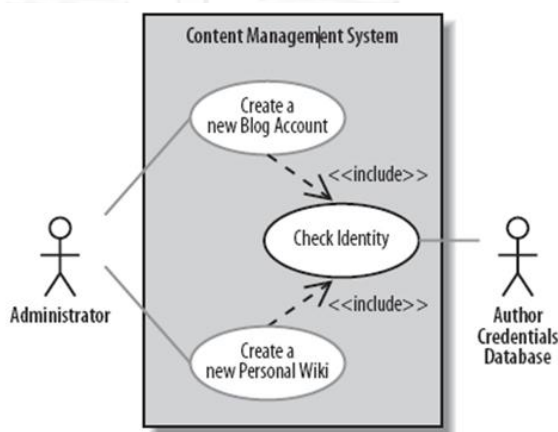 Content Management System
Create a
new Blog Account
<<include>>
Check Identity
<<include>>
Administrator
Author
Credentials
Database
Create a
new Personal Wiki